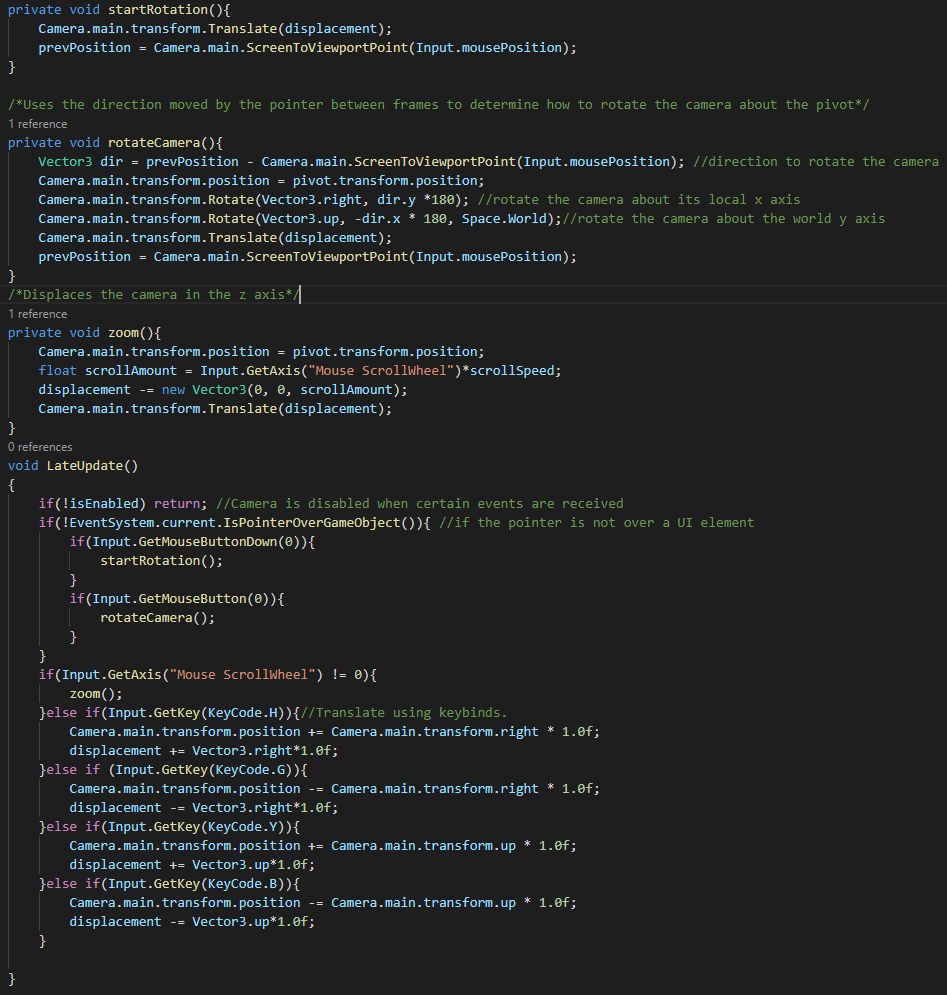 private void startRotation(){
Camera.main.transform.Translate(displacement);
prevPosition = Camera.main.ScreenToViewportPoint(Input.mousePosition);
}
/*Uses the direction moved by the pointer between frames to determine how to rotate the camera about the pivot*/
1 reference
private void rotateCamera(){
Vector3 dir = prevPosition - Camera.main.ScreenToViewportPoint(Input.mousePosition); //direction to rotate the camera
Camera.main.transform.position = pivot.transform.position;
Camera.main.transform.Rotate(Vector3.right, dir.y *180); //rotate the camera about its local x axis
Camera.main.transform.Rotate(Vector3.up, -dir.x * 180, Space.World);//rotate the camera about the world y axis
Camera.main.transform.Translate(displacement);
prevPosition = Camera.main.ScreenToViewportPoint(Input.mousePosition);
}
/*Displaces the camera in the z axis*/
1 reference
private void zoom(){
Camera.main.transform.position = pivot.transform.position;
float scrollAmount = Input.GetAxis("Mouse ScrollWheel")*scrollSpeed;
displacement -= new Vector3(0, 0, scrollAmount);
Camera.main.transform.Translate(displacement);
}
0 references
void LateUpdate()
{
if(!isEnabled) return; //Camera is disabled when certain events are received
if(!EventSystem.current.IsPointerOverGameObject()){ //if the pointer is not over a UI element
if(Input.GetMouseButtonDown(0)){
startRotation();
}
if(Input.GetMouseButton(0)){
rotateCamera();
}
}
if(Input.GetAxis("Mouse ScrollWheel") != 0){
zoom();
}else if(Input.GetKey(KeyCode.H)){//Translate using keybinds.
Camera.main.transform.position += Camera.main.transform.right * 1.0f;
displacement += Vector3.right*1.0f;
}else if (Input.GetKey(KeyCode.G)){
Camera.main.transform.position -= Camera.main.transform.right * 1.0f;
displacement -= Vector3.right*1.0f;
}else if(Input.GetKey(KeyCode.Y)){
Camera.main.transform.position += Camera.main.transform.up * 1.0f;
displacement += Vector3.up*1.0f;
}else if(Input.GetKey(KeyCode.B)){
Camera.main.transform.position -= Camera.main.transform.up * 1.0f;
displacement -= Vector3.up*1.0f;
}
}